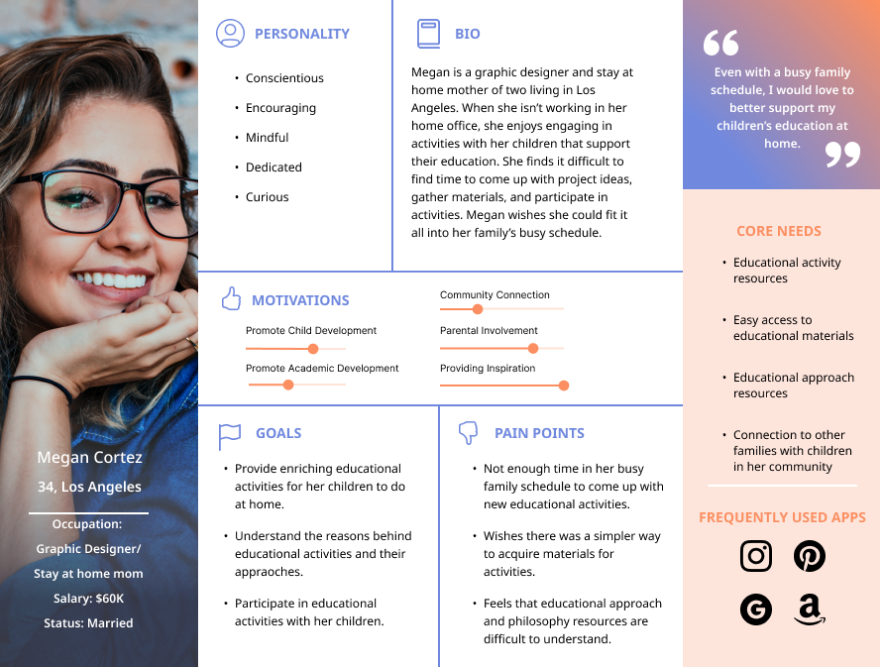 Megan Cortez
34, Los Angeles
Occupation:
Graphic Designer/
Stay at home mom
Salary: $60K
Status: Married
PERSONALITY
• Conscientious
• Encouraging
• Mindful
• Dedicated
• Curious
BIO
Megan is a graphic designer and stay at
home mother of two living in Los
Angeles. When she isn’t working in her
home office, she enjoys engaging in
activities with her children that support
their education. She finds it difficult to
find time to come up with project ideas,
gather materials, and participate in
activities. Megan wishes she could fit it
all into her family’s busy schedule.
MOTIVATIONS
Promote Child Development
Promote Academic Development
Community Connection
Parental Involvement
Providing Inspiration
GOALS
• Provide enriching educational
activities for her children to do
at home.
• Understand the reasons behind
educational activities and their
appraoches.
• Participate in educational
activities with her children.
PAIN POINTS
• Not enough time in her busy
family schedule to come up with
new educational activities.
• Wishes there was a simpler way
to acquire materials for
activities.
• Feels that educational approach
and philosophy resources are
difficult to understand.
“
Even with a busy family
schedule, I would love to
better support my
children’s education at
home.
”
CORE NEEDS
• Educational activity
resources
• Easy access to
educational materials
• Educational approach
resources
• Connection to other
families with children
in her community
FREQUENTLY USED APPS